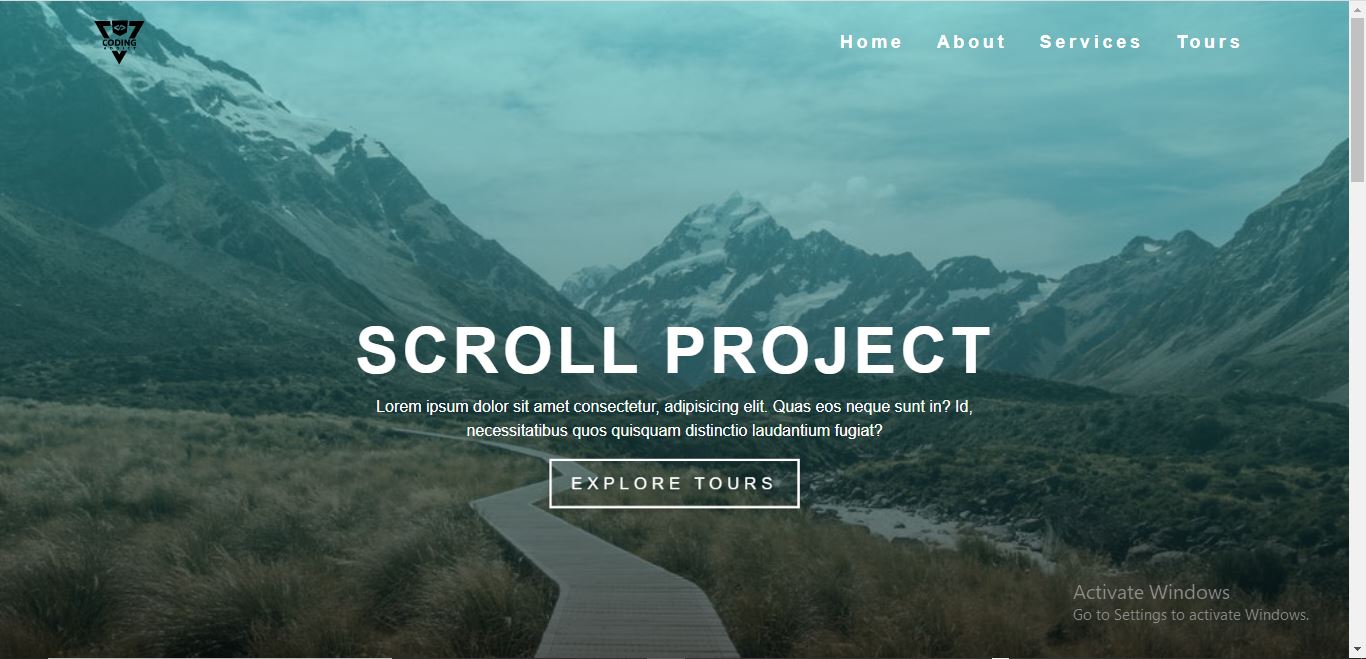 </>
CODING
ADDICT
Home About Services Tours
SCROLL PROJECT
Lorem ipsum dolor sit amet consectetur, adipisicing elit. Quas eos neque sunt in? Id,
necessitatibus quos quisquam distinctio laudantium fugiat?
EXPLORE TOURS
Activate Windows
Go to Settings to activate Windows.